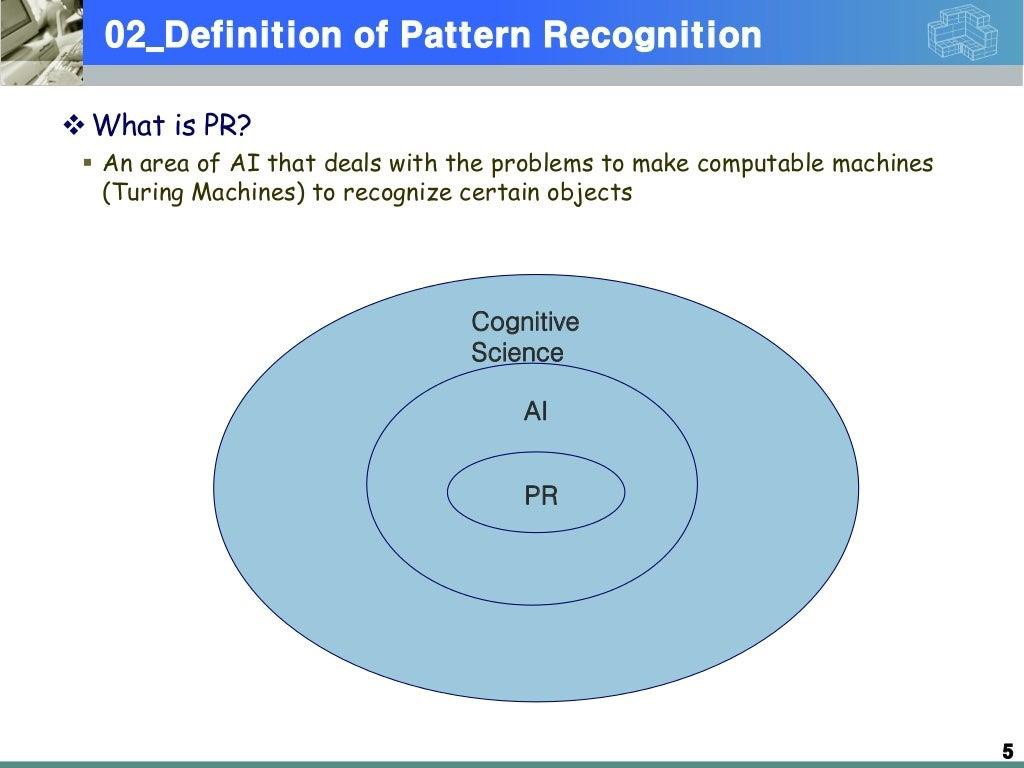 02_Definition of Pattern Recognition
❖ What is PR?
▪ An area of AI that deals with the problems to make computable machines
(Turing Machines) to recognize certain objects
Cognitive
Science
AI
PR
5